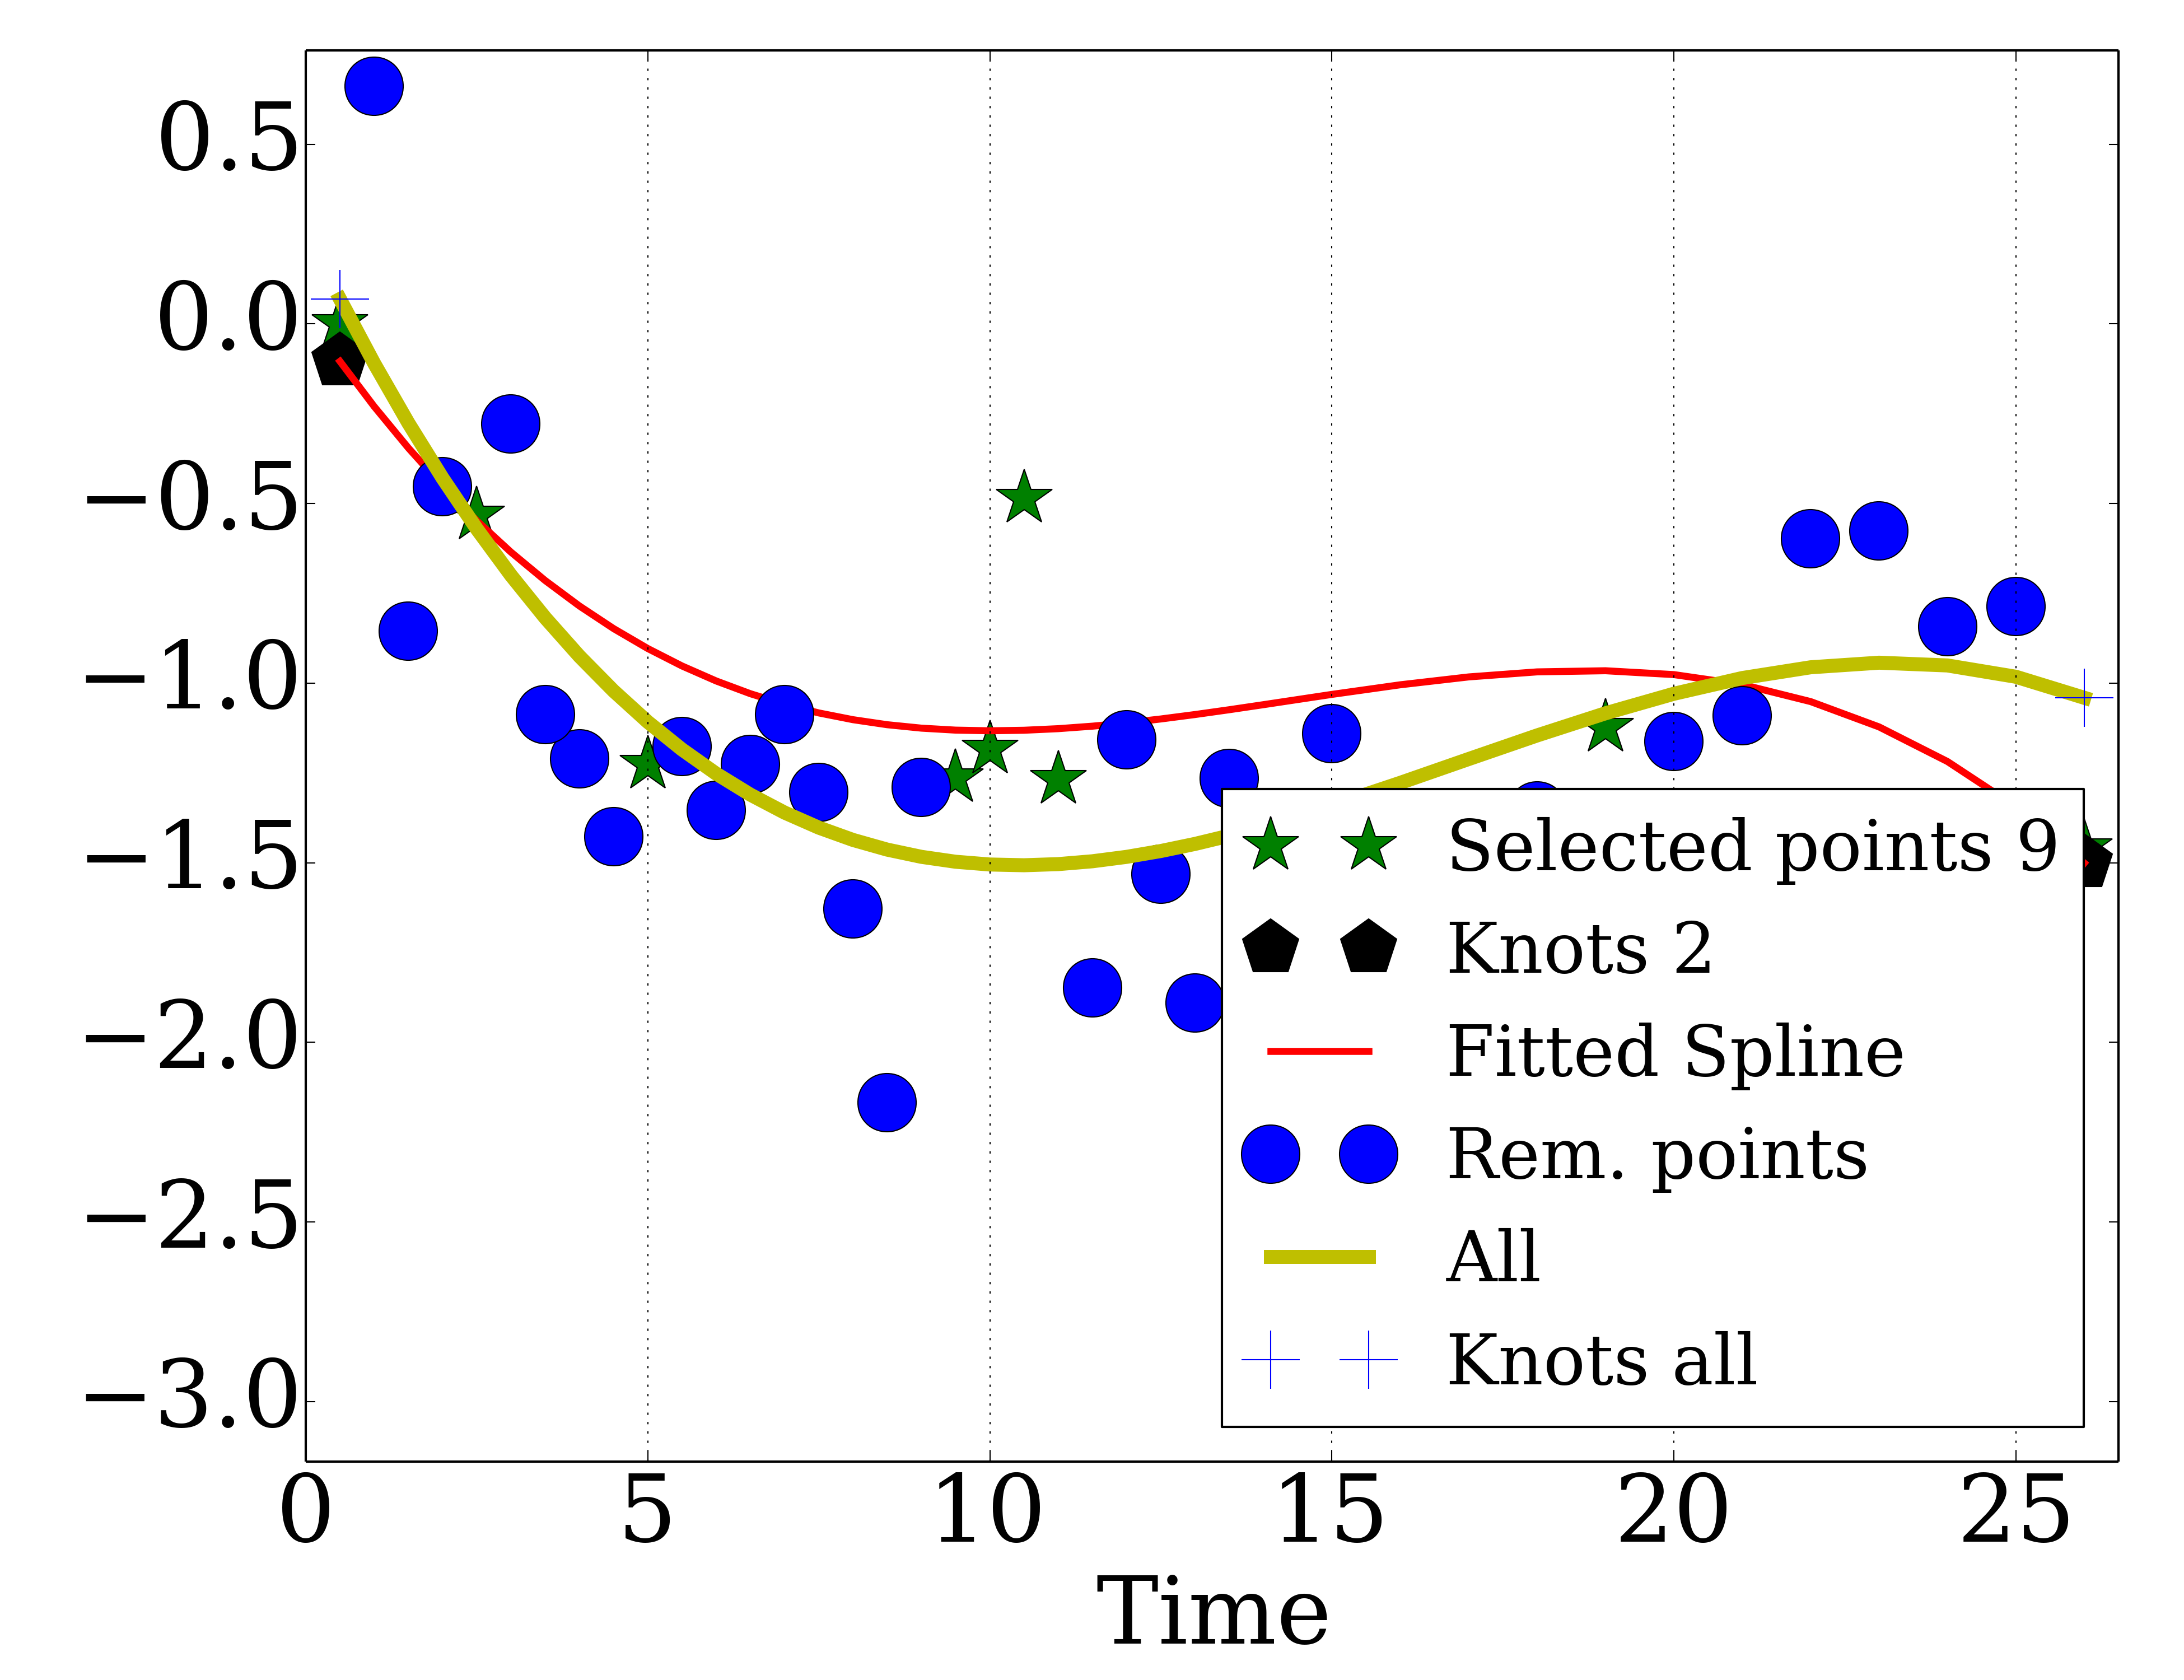 0.5
0.0
−0.5
−1.0
−1.5
−2.0
−2.5
−3.0
Selected points 9
Knots 2
Fitted Spline
Rem. points
All
Knots all
0 5 10 15 20 25
Time